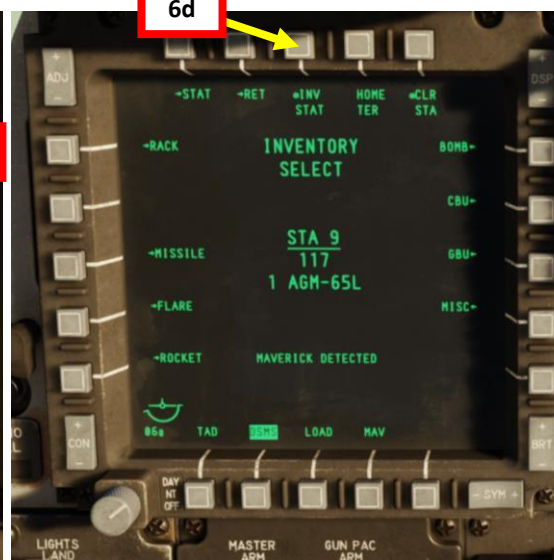 6d
ADJ
DSP
→STAT →RET ●INV STAT HOME TER ●CLR STA
→RACK
INVENTORY
SELECT
BOMB←
CBU←
STA 9
117
1 AGM-65L
→MISSILE
GBU←
→FLARE
MISC←
→ROCKET
MAVERICK DETECTED
TAD DSMS LOAD MAV
CON
BRT
DAY
NT
OFF
- SYM +
LIGHTS
LAND
MASTER
ARM
GUN PAC
ARM